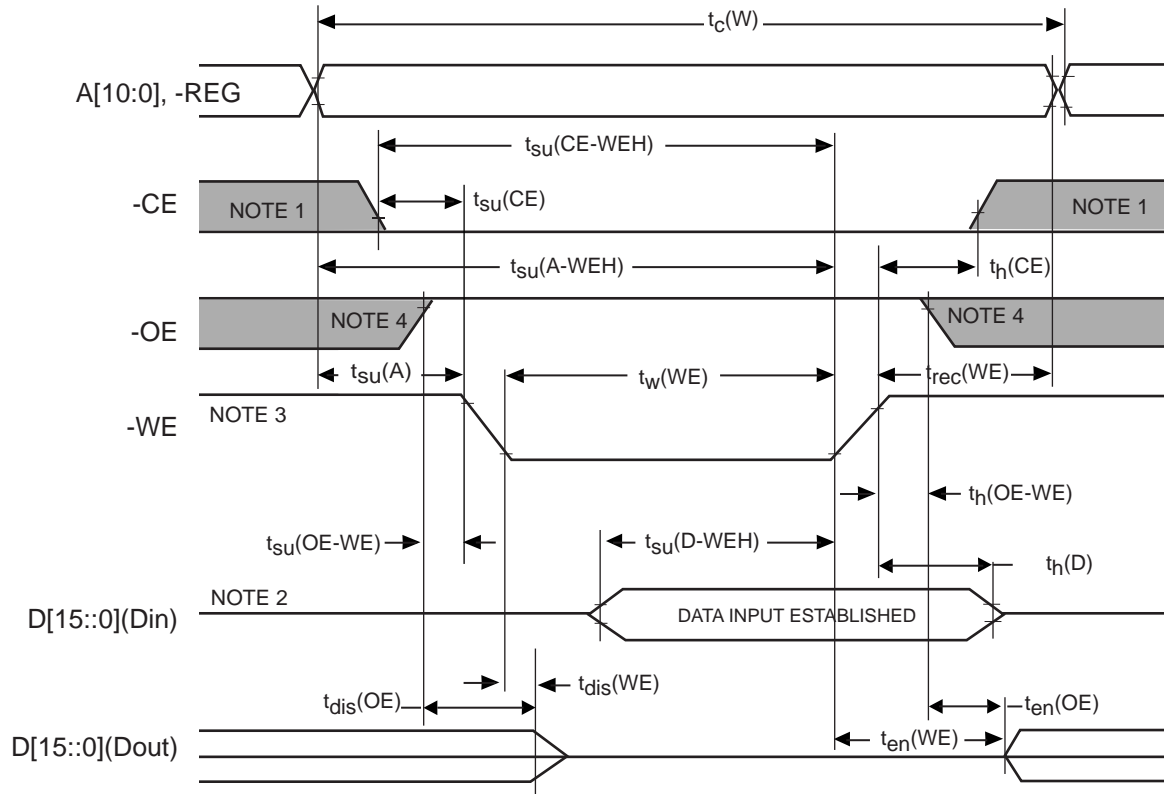 tc(W)
A[10:0], -REG
tsu(CE-WEH)
-CE
NOTE 1
tsu(CE)
NOTE 1
tsu(A-WEH)
th(CE)
-OE
NOTE 4
NOTE 4
tsu(A)
tw(WE)
trec(WE)
-WE
NOTE 3
th(OE-WE)
tsu(OE-WE)
tsu(D-WEH)
th(D)
NOTE 2
D[15::0](Din)
DATA INPUT ESTABLISHED
tdis(WE)
tdis(OE)
ten(OE)
D[15::0](Dout)
ten(WE)